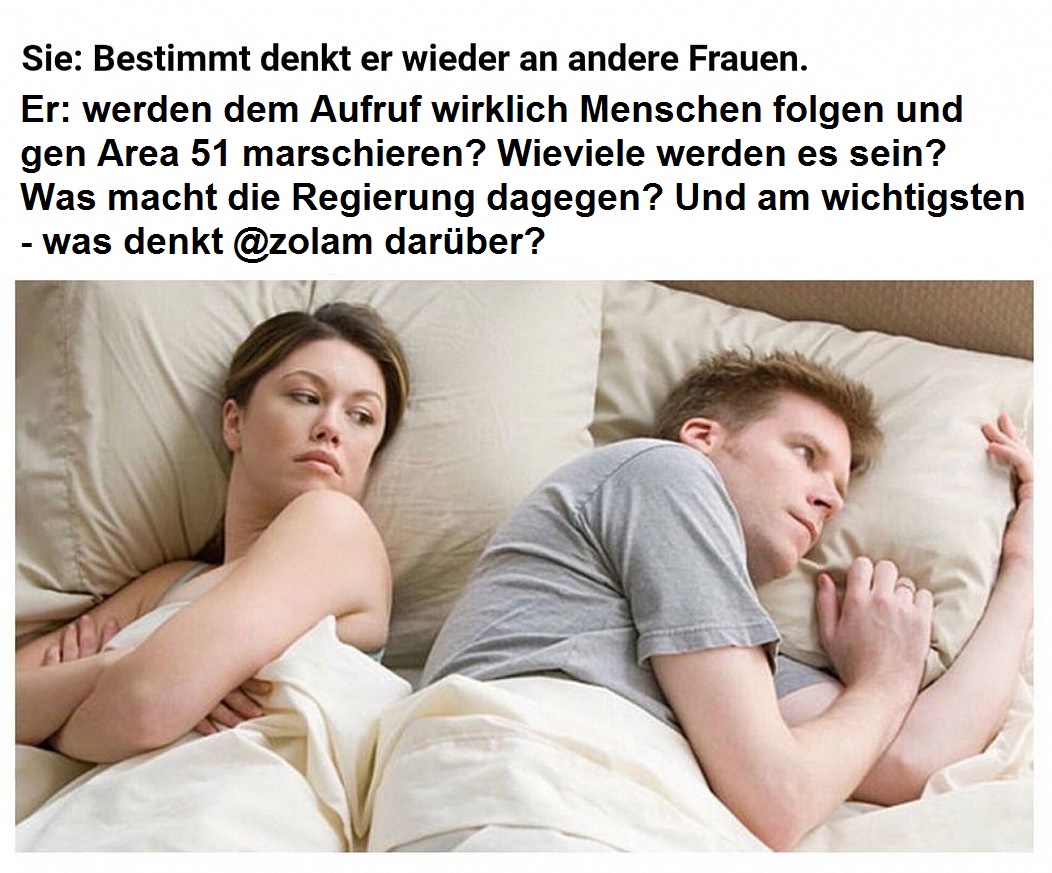 Sie: Bestimmt denkt er wieder an andere Frauen.
Er: werden dem Aufruf wirklich Menschen folgen und
gen Area 51 marschieren? Wieviele werden es sein?
Was macht die Regierung dagegen? Und am wichtigsten
- was denkt @zolam darüber?